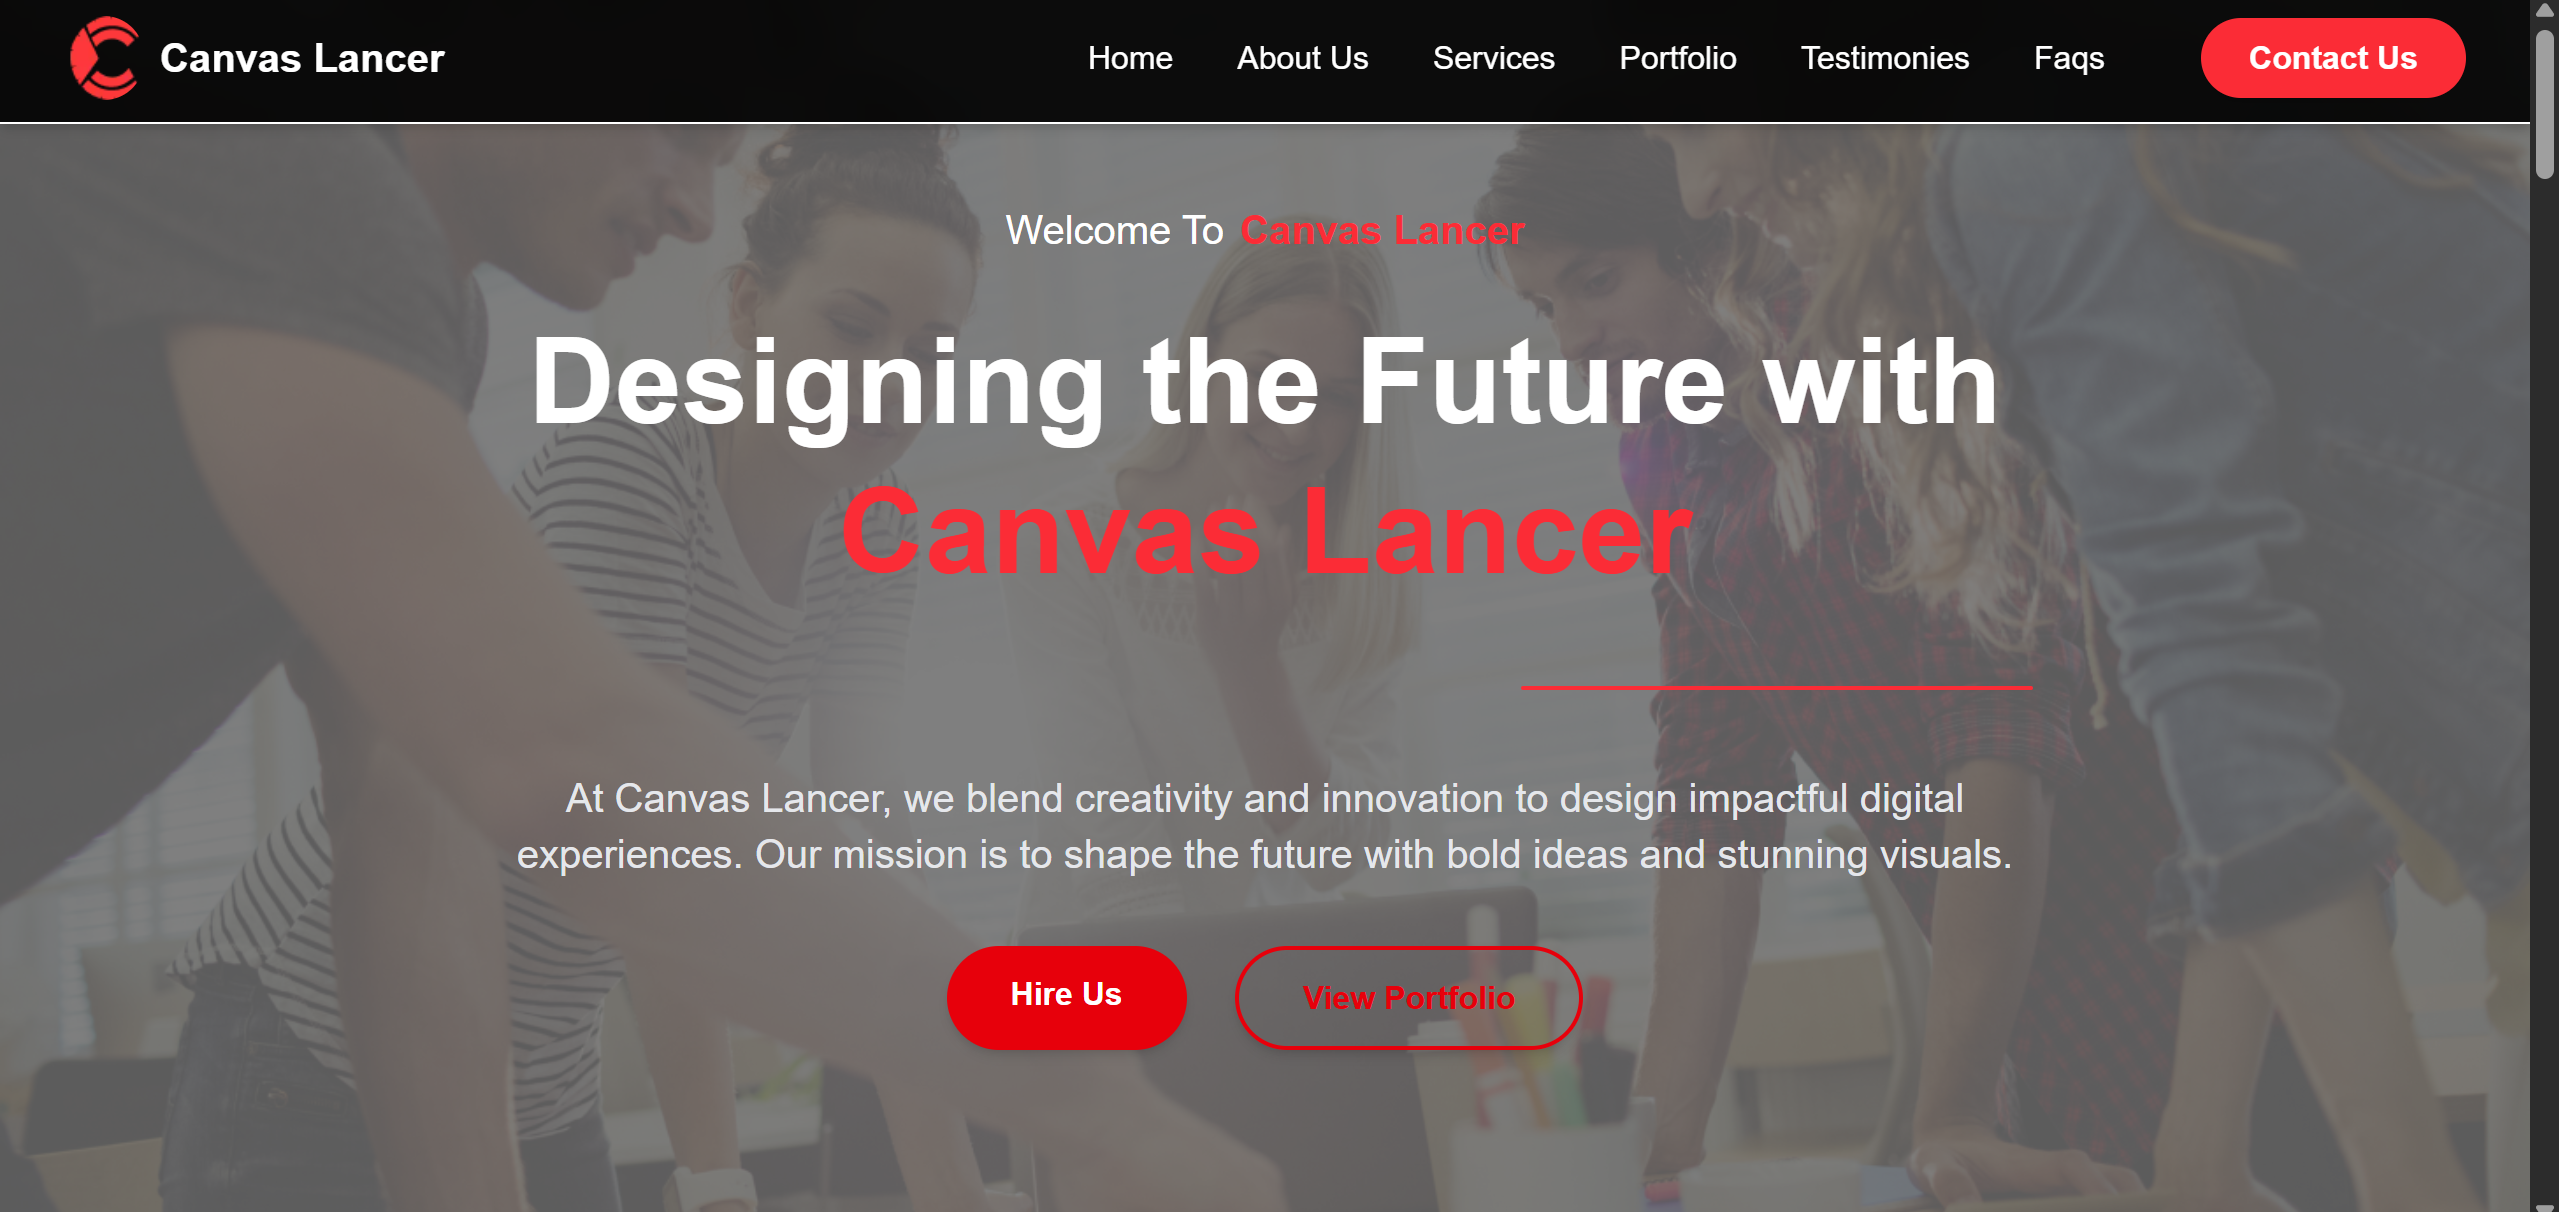 Canvas Lancer
Home About Us Services Portfolio Testimonies Faqs Contact Us
Welcome To Canvas Lancer
Designing the Future with
Canvas Lancer
At Canvas Lancer, we blend creativity and innovation to design impactful digital
experiences. Our mission is to shape the future with bold ideas and stunning visuals.
Hire Us View Portfolio